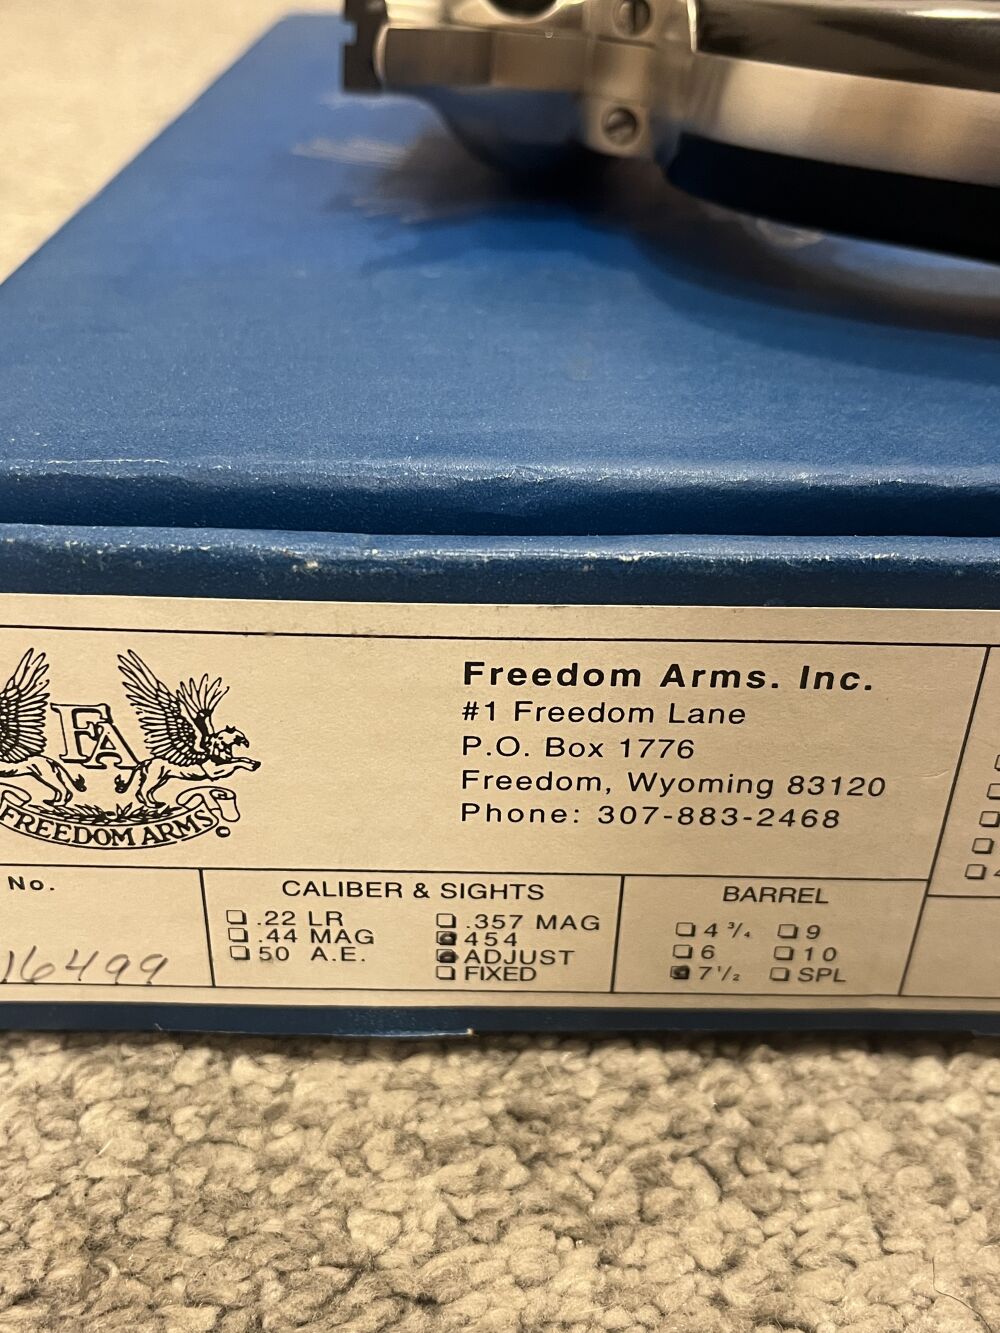 FA
FREEDOM ARMS
Freedom Arms. Inc.
#1 Freedom Lane
P.O. Box 1776
Freedom, Wyoming 83120
Phone: 307-883-2468
No.
16499
CALIBER & SIGHTS
.22 LR
.44 MAG
50 A.E.
.357 MAG
454
ADJUST
FIXED
BARREL
4 3/4 9
6 10
7 1/2 SPL